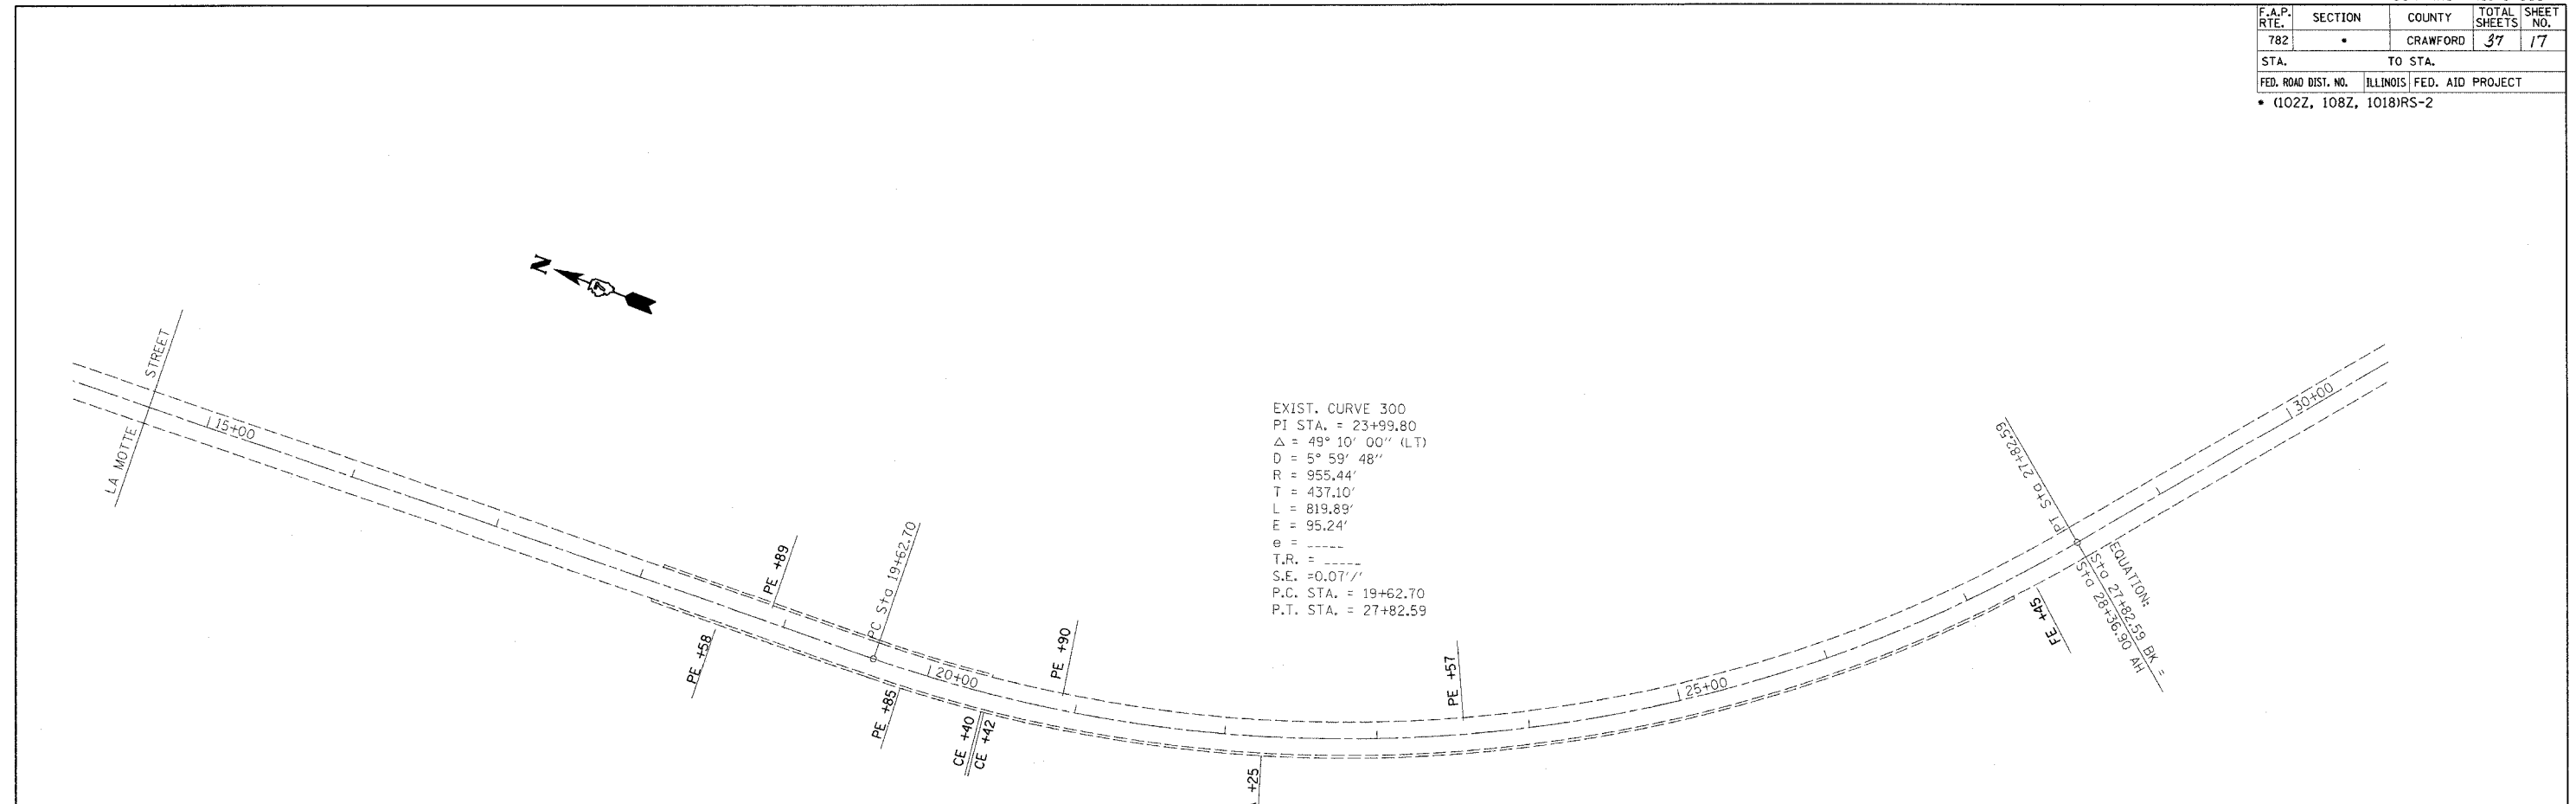 F.A.P. RTE. SECTION COUNTY TOTAL SHEETS SHEET NO.
782 * CRAWFORD 37 17
STA. TO STA.
FED. ROAD DIST. NO. ILLINOIS FED. AID PROJECT
* (102Z, 108Z, 101B)RS-2
N
LA MOTTE STREET
15+00
PE +89
PC Sta 19+62.70
PE +58
PE +85
20+00
CE +40
CE +42
PE +90
+25
PE +57
EXIST. CURVE 300
PI STA. = 23+99.80
△ = 49° 10' 00" (LT)
D = 5° 59' 48"
R = 955.44'
T = 437.10'
L = 819.89'
E = 95.24'
e = _____
T.R. = _____
S.E. =0.07'/'
P.C. STA. = 19+62.70
P.T. STA. = 27+82.59
25+00
PT Sta 27+82.59
FE +45
EQUATION:
Sta 27+82.59 BK =
Sta 28+36.90 AH
30+00